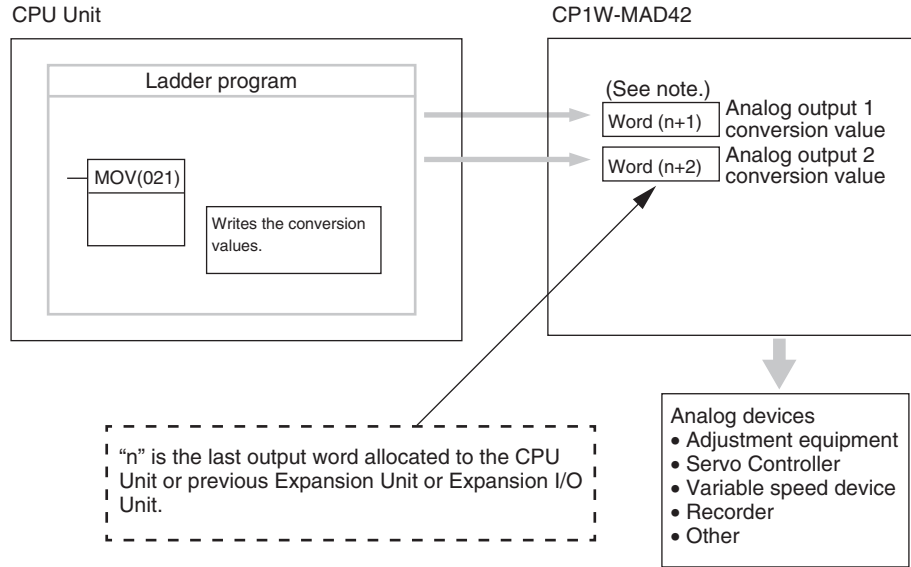 CPU Unit
CP1W-MAD42
Ladder program
MOV(021)
Writes the conversion
values.
(See note.)
Word (n+1)
Analog output 1
conversion value
Word (n+2)
Analog output 2
conversion value
“n” is the last output word allocated to the CPU
Unit or previous Expansion Unit or Expansion I/O
Unit.
Analog devices
• Adjustment equipment
• Servo Controller
• Variable speed device
• Recorder
• Other